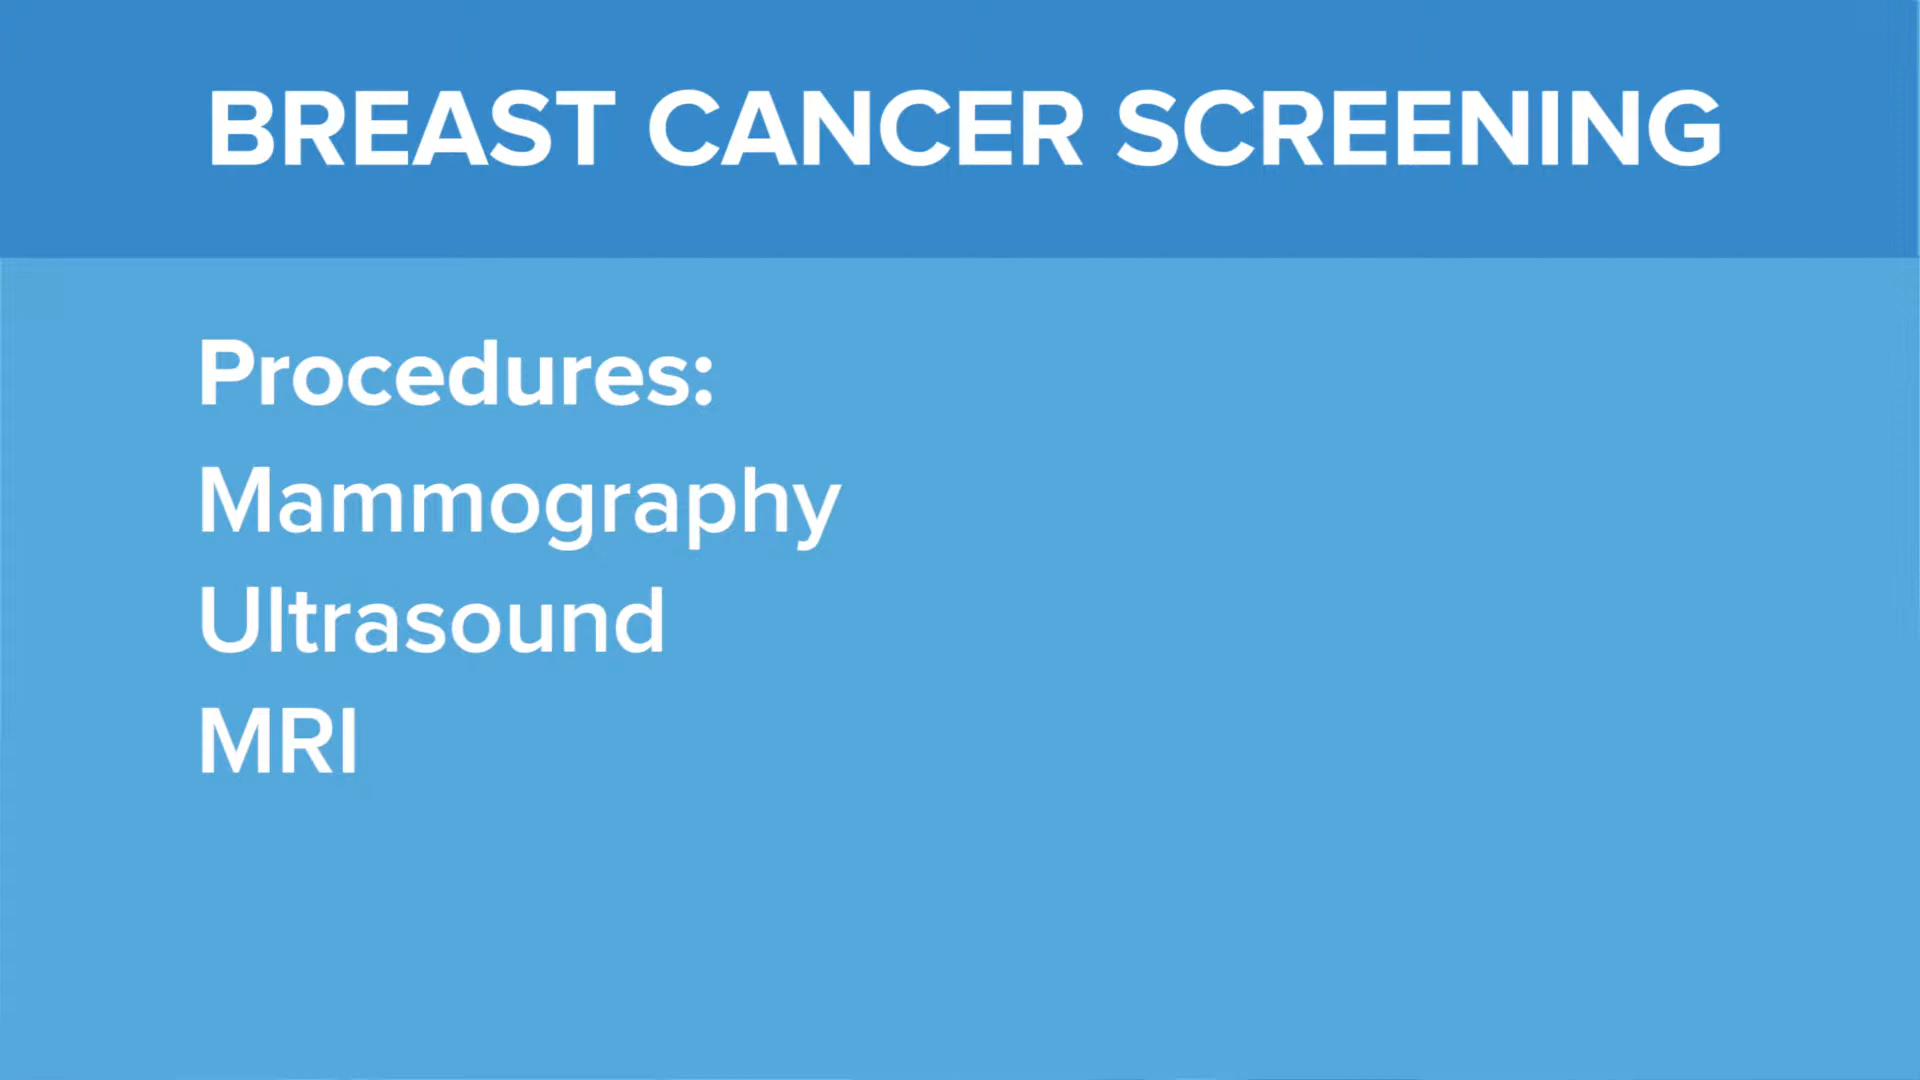 BREAST CANCER SCREENING
Procedures:
Mammography
Ultrasound
MRI